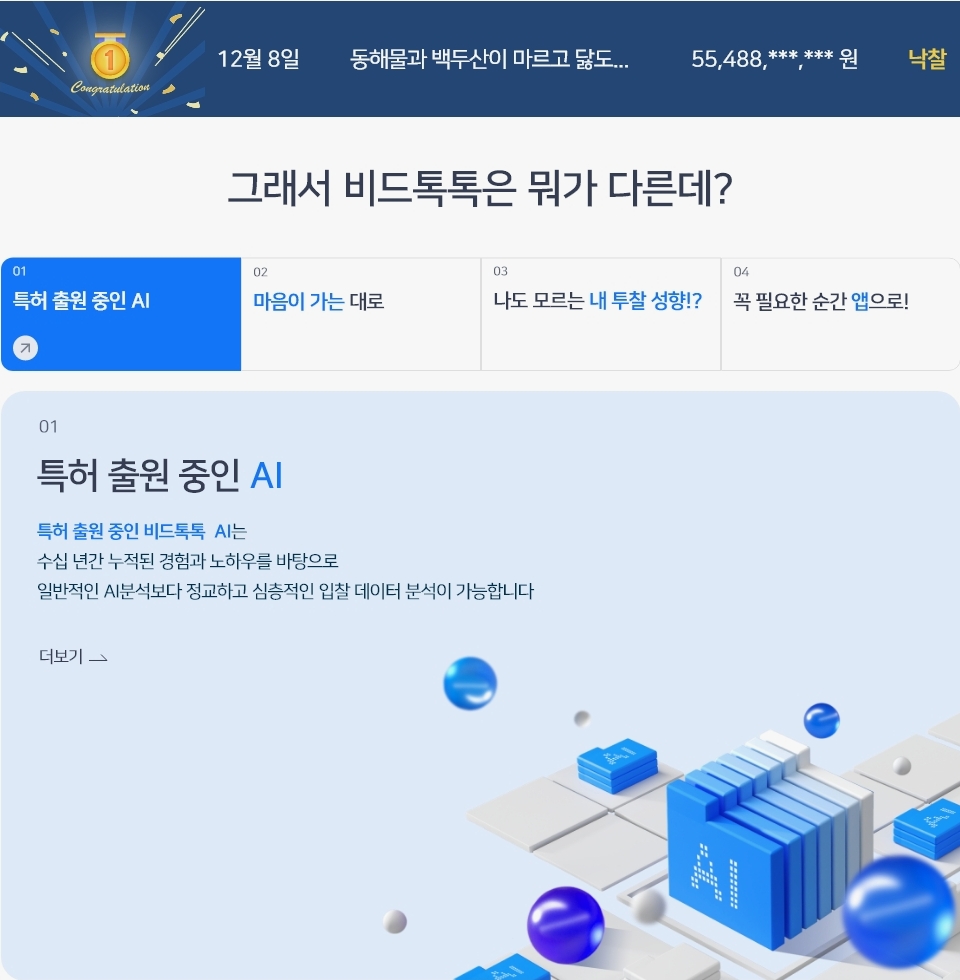 1
Congratulation
12월 8일 동해물과 백두산이 마르고 닳도... 55,488,***,*** 원 낙찰
그래서 비드톡톡은 뭐가 다른데?
01
특허 출원 중인 AI
02
마음이 가는 대로
03
나도 모르는 내 투찰 성향!?
04
꼭 필요한 순간 앱으로!
01
특허 출원 중인 AI
특허 출원 중인 비드톡톡 AI는
수십 년간 누적된 경험과 노하우를 바탕으로
일반적인 AI분석보다 정교하고 심층적인 입찰 데이터 분석이 가능합니다
더보기
AI